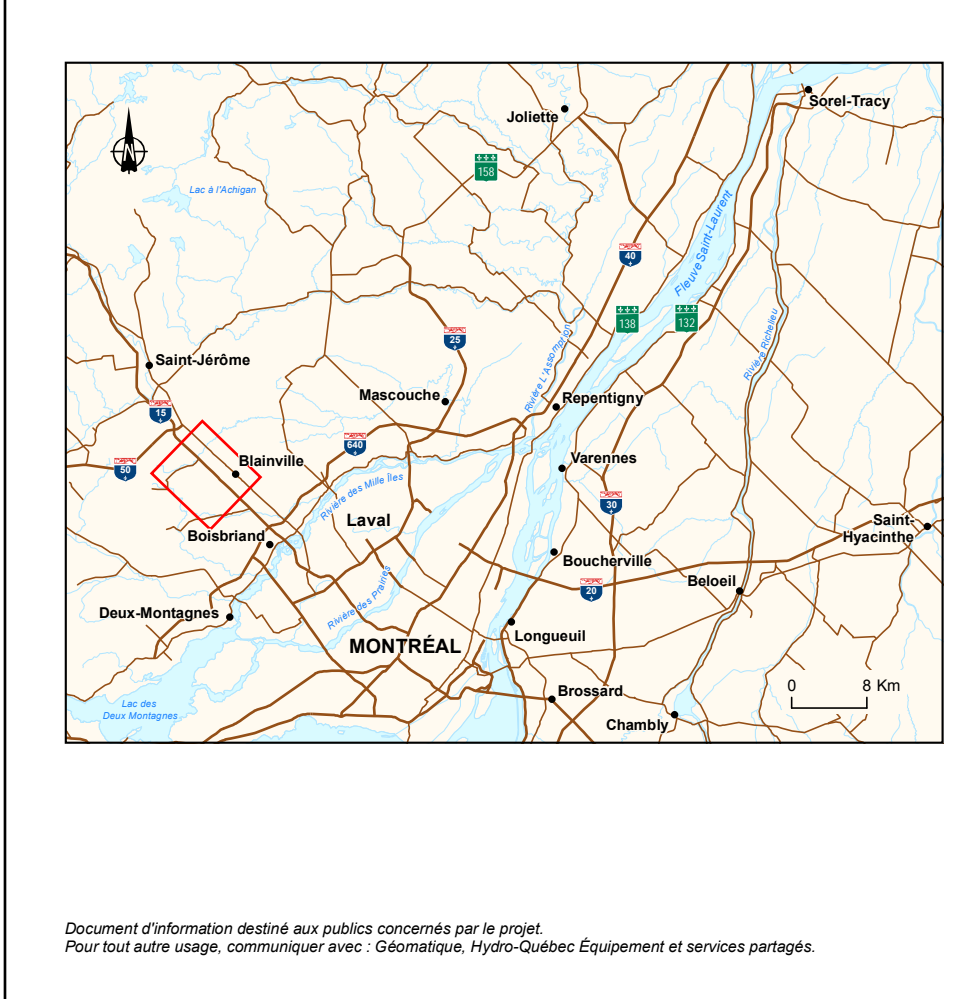 Sorel-Tracy
Joliette
N
158
Lac à l'Achigan
Fleuve Saint-Laurent
40
138
132
25
Rivière L'Assomption
Rivière Richelieu
Saint-Jérôme
Mascouche
Repentigny
15
640
Blainville
50
Varennes
Rivière des Mille Îles
30
Laval
Saint-
Hyacinthe
Boisbriand
Boucherville
Beloeil
20
Rivière des Prairies
Deux-Montagnes
Longueuil
MONTRÉAL
0 8 Km
Brossard
Lac des
Deux Montagnes
Chambly
Document d'information destiné aux publics concernés par le projet.
Pour tout autre usage, communiquer avec : Géomatique, Hydro-Québec Équipement et services partagés.